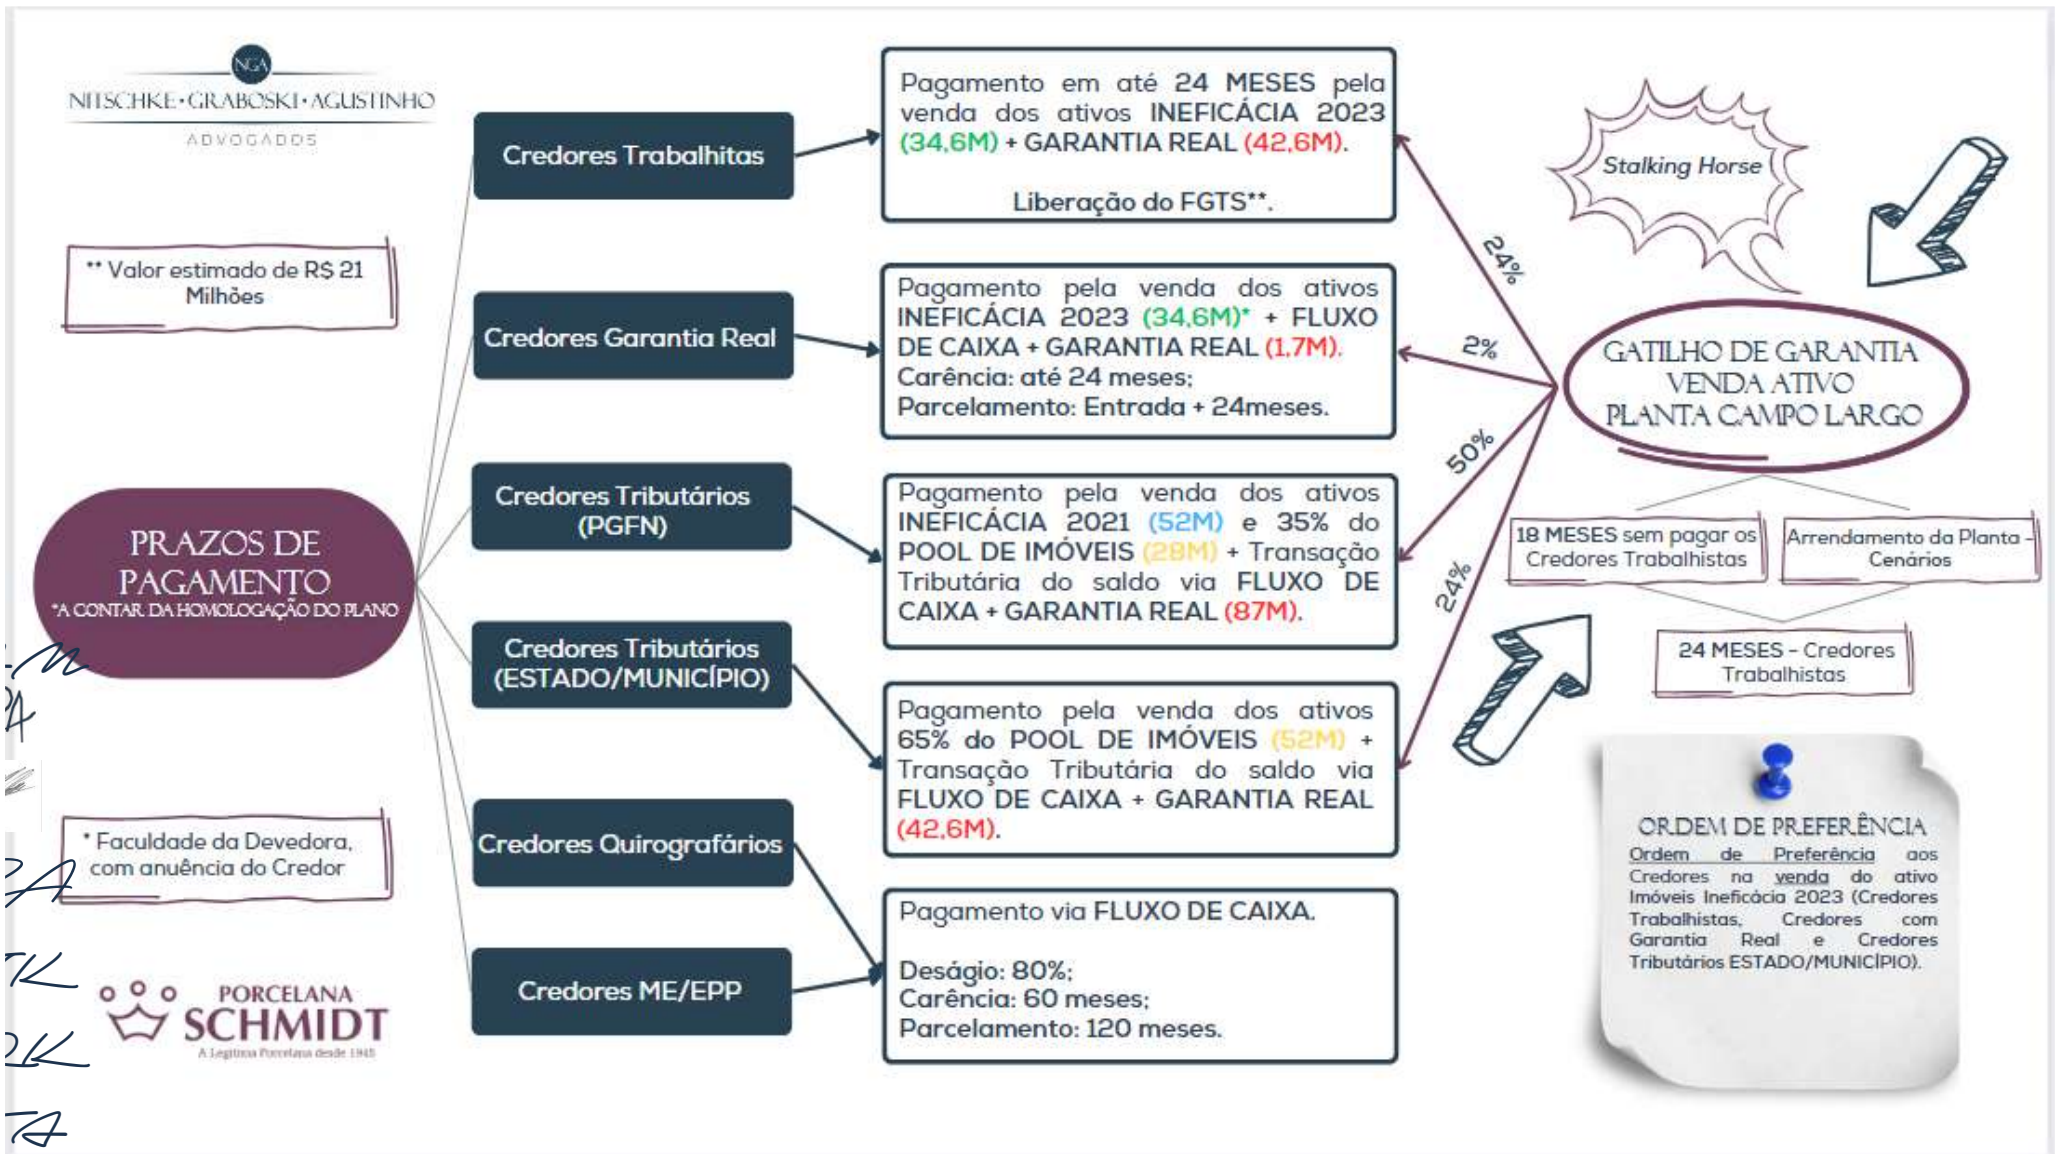 NGA
NITSCHKE·GRABOSKI·AGUSTINHO
ADVOGADOS
** Valor estimado de R$ 21
Milhões
PRAZOS DE
PAGAMENTO
*A CONTAR DA HOMOLOGAÇÃO DO PLANO
* Faculdade da Devedora,
com anuência do Credor
PORCELANA
SCHMIDT
A Legítima Porcelana desde 1945
Credores Trabalhitas
Credores Garantia Real
Credores Tributários
(PGFN)
Credores Tributários
(ESTADO/MUNICÍPIO)
Credores Quirografários
Credores ME/EPP
Pagamento em até 24 MESES pela
venda dos ativos INEFICÁCIA 2023
(34,6M) + GARANTIA REAL (42,6M).
Liberação do FGTS**.
Pagamento pela venda dos ativos
INEFICÁCIA 2023 (34,6M)* + FLUXO
DE CAIXA + GARANTIA REAL (1,7M).
Carência: até 24 meses;
Parcelamento: Entrada + 24meses.
Pagamento pela venda dos ativos
INEFICÁCIA 2021 (52M) e 35% do
POOL DE IMÓVEIS (28M) + Transação
Tributária do saldo via FLUXO DE
CAIXA + GARANTIA REAL (87M).
Pagamento pela venda dos ativos
65% do POOL DE IMÓVEIS (52M) +
Transação Tributária do saldo via
FLUXO DE CAIXA + GARANTIA REAL
(42,6M).
Pagamento via FLUXO DE CAIXA.
Deságio: 80%;
Carência: 60 meses;
Parcelamento: 120 meses.
24%
2%
50%
24%
Stalking Horse
GATILHO DE GARANTIA
VENDA ATIVO
PLANTA CAMPO LARGO
18 MESES sem pagar os
Credores Trabalhistas
Arrendamento da Planta -
Cenários
24 MESES - Credores
Trabalhistas
ORDEM DE PREFERÊNCIA
Ordem de Preferência aos
Credores na venda do ativo
Imóveis Ineficácia 2023 (Credores
Trabalhistas, Credores com
Garantia Real e Credores
Tributários ESTADO/MUNICÍPIO).